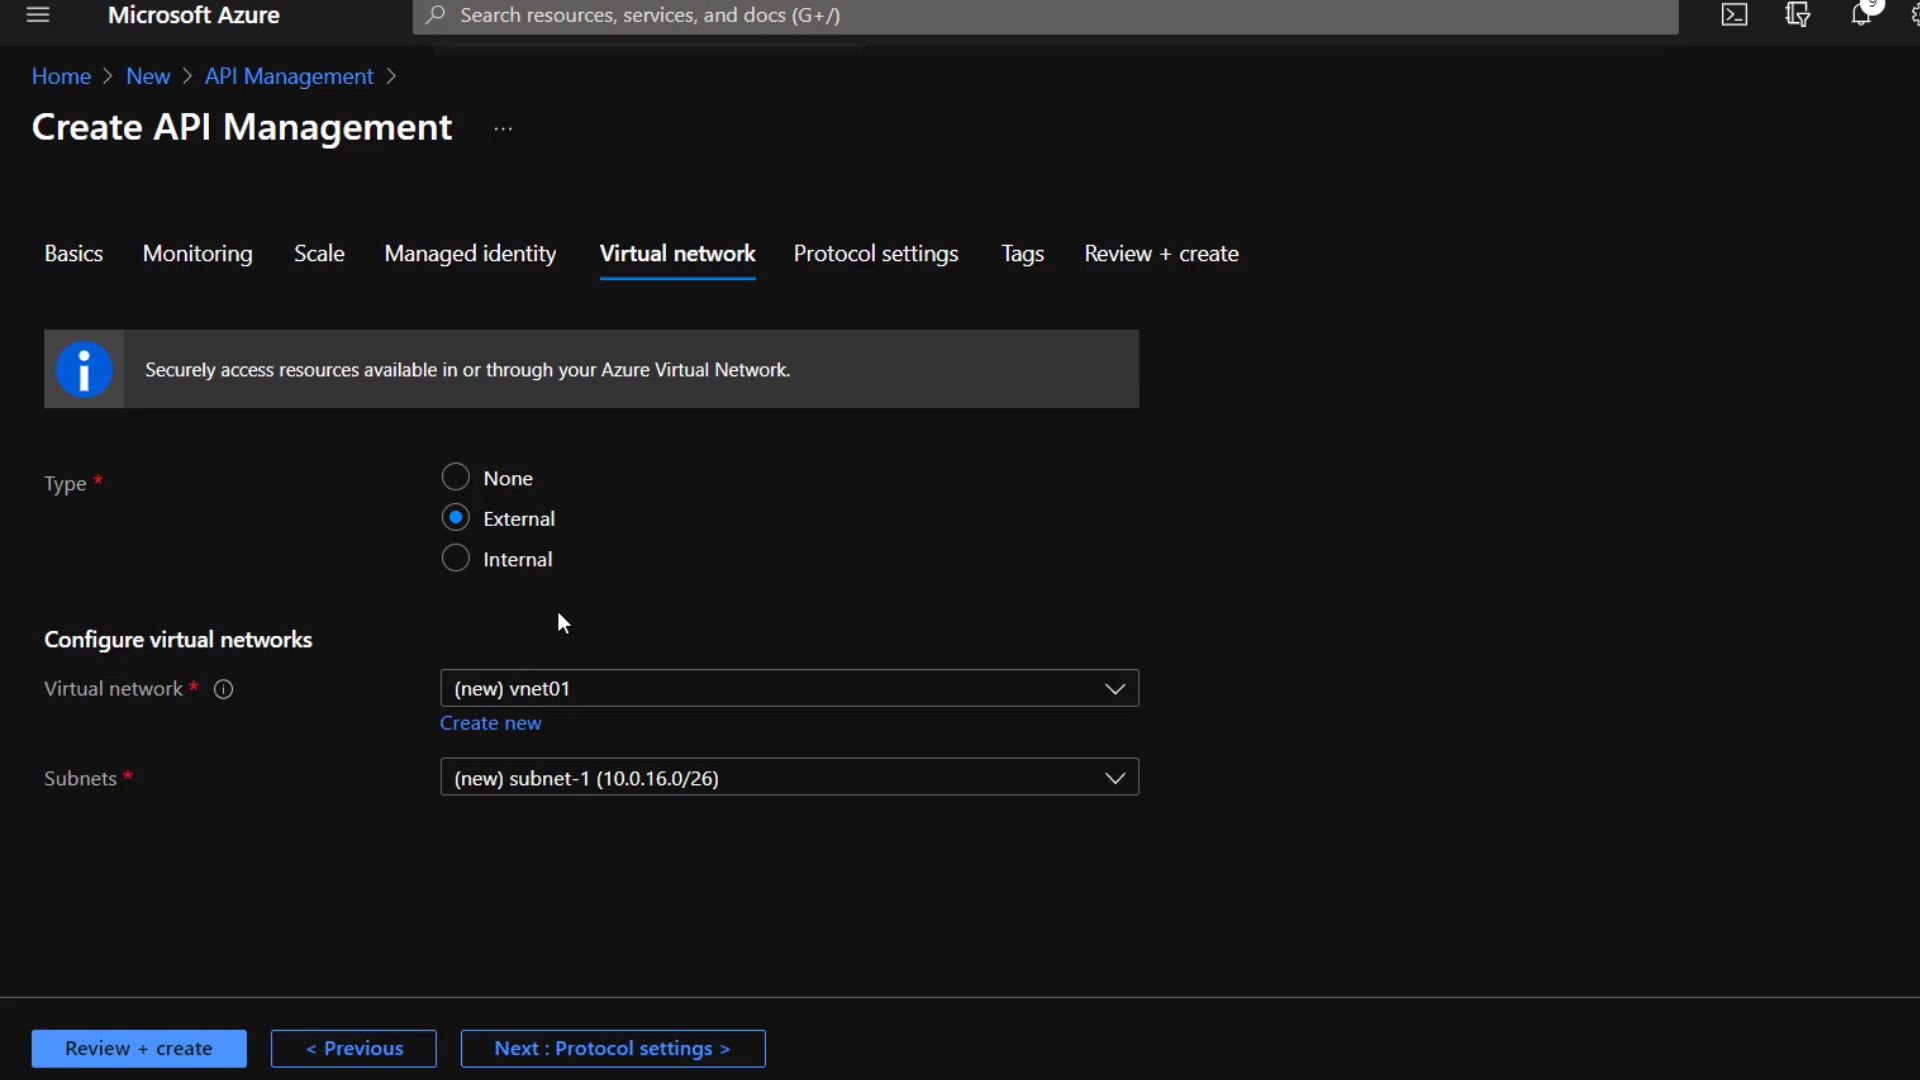 Microsoft Azure
Search resources, services, and docs (G+/)
9
Home > New > API Management >
Create API Management ...
Basics Monitoring Scale Managed identity Virtual network Protocol settings Tags Review + create
Securely access resources available in or through your Azure Virtual Network.
Type *
None
External
Internal
Configure virtual networks
Virtual network *
(new) vnet01
Create new
Subnets *
(new) subnet-1 (10.0.16.0/26)
Review + create
< Previous
Next : Protocol settings >